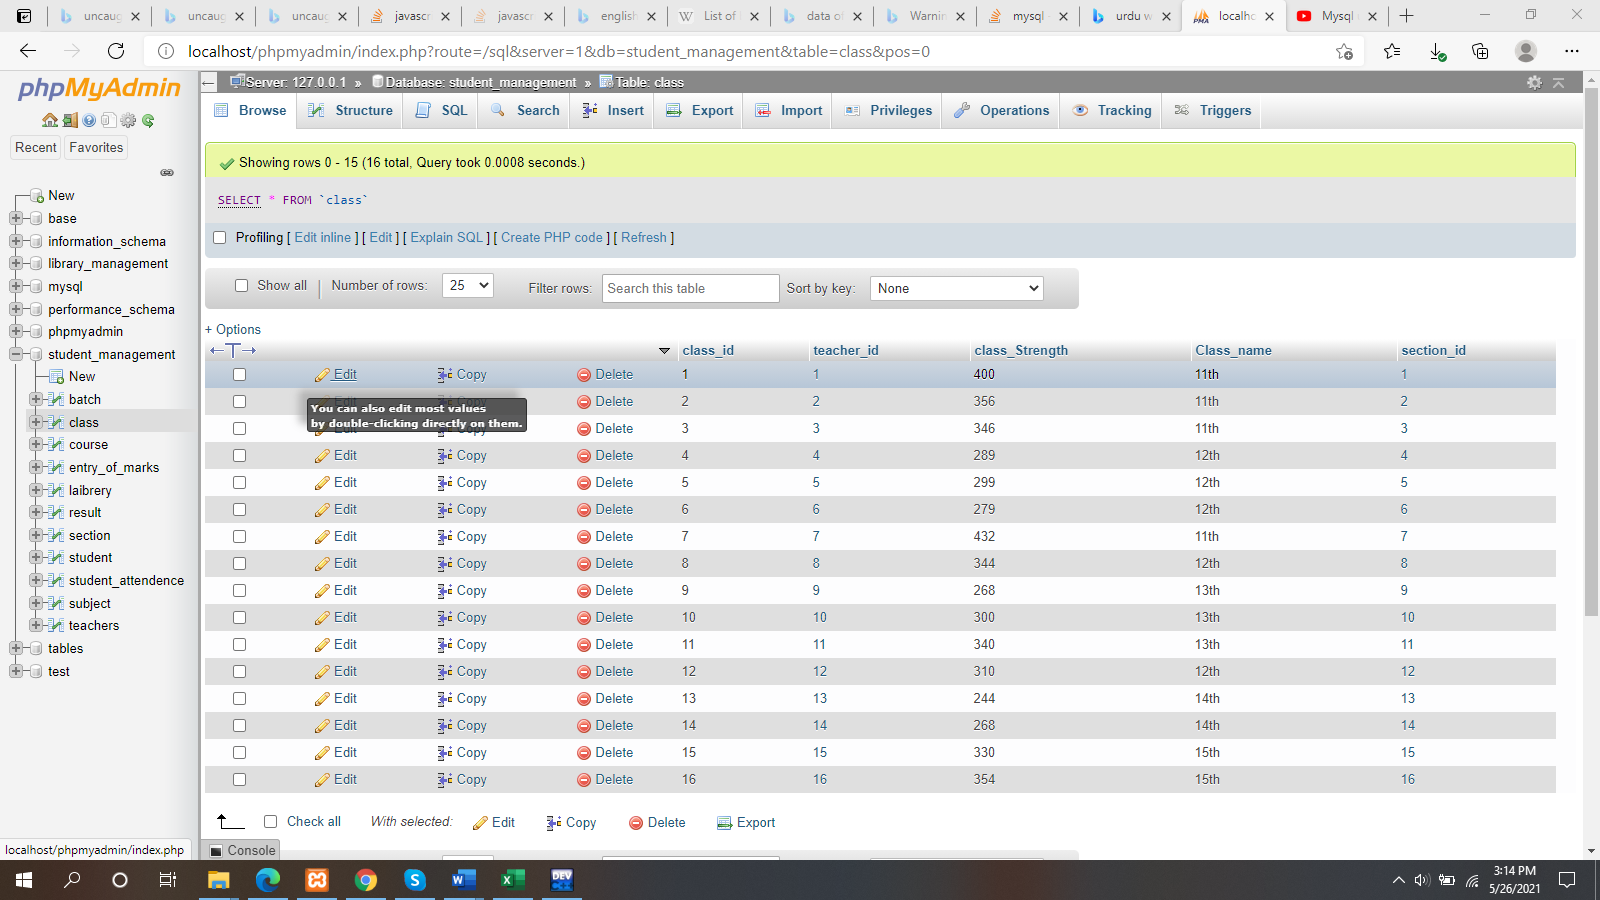 uncaug
uncaug
uncaug
javascr
javascr
english
List of
data of
Warnin
mysql
urdu w
localho
Mysql
localhost/phpmyadmin/index.php?route=/sql&server=1&db=student_management&table=class&pos=0
phpMyAdmin
Recent Favorites
New
base
information_schema
library_management
mysql
performance_schema
phpmyadmin
student_management
New
batch
class
course
entry_of_marks
laibrery
result
section
student
student_attendence
subject
teachers
tables
test
localhost/phpmyadmin/index.php
Server: 127.0.0.1 » Database: student_management » Table: class
Browse Structure SQL Search Insert Export Import Privileges Operations Tracking Triggers
Showing rows 0 - 15 (16 total, Query took 0.0008 seconds.)
SELECT * FROM `class`
Profiling [ Edit inline ] [ Edit ] [ Explain SQL ] [ Create PHP code ] [ Refresh ]
Show all Number of rows: 25 Filter rows: Search this table Sort by key: None
+ Options
←T→ class_id teacher_id class_Strength Class_name section_id
Edit Copy Delete 1 1 400 11th 1
You can also edit most values
by double-clicking directly on them.
Delete 2 2 356 11th 2
Edit Copy Delete 3 3 346 11th 3
Edit Copy Delete 4 4 289 12th 4
Edit Copy Delete 5 5 299 12th 5
Edit Copy Delete 6 6 279 12th 6
Edit Copy Delete 7 7 432 11th 7
Edit Copy Delete 8 8 344 12th 8
Edit Copy Delete 9 9 268 13th 9
Edit Copy Delete 10 10 300 13th 10
Edit Copy Delete 11 11 340 13th 11
Edit Copy Delete 12 12 310 12th 12
Edit Copy Delete 13 13 244 14th 13
Edit Copy Delete 14 14 268 14th 14
Edit Copy Delete 15 15 330 15th 15
Edit Copy Delete 16 16 354 15th 16
Check all With selected: Edit Copy Delete Export
Console
DEV
3:14 PM
5/26/2021